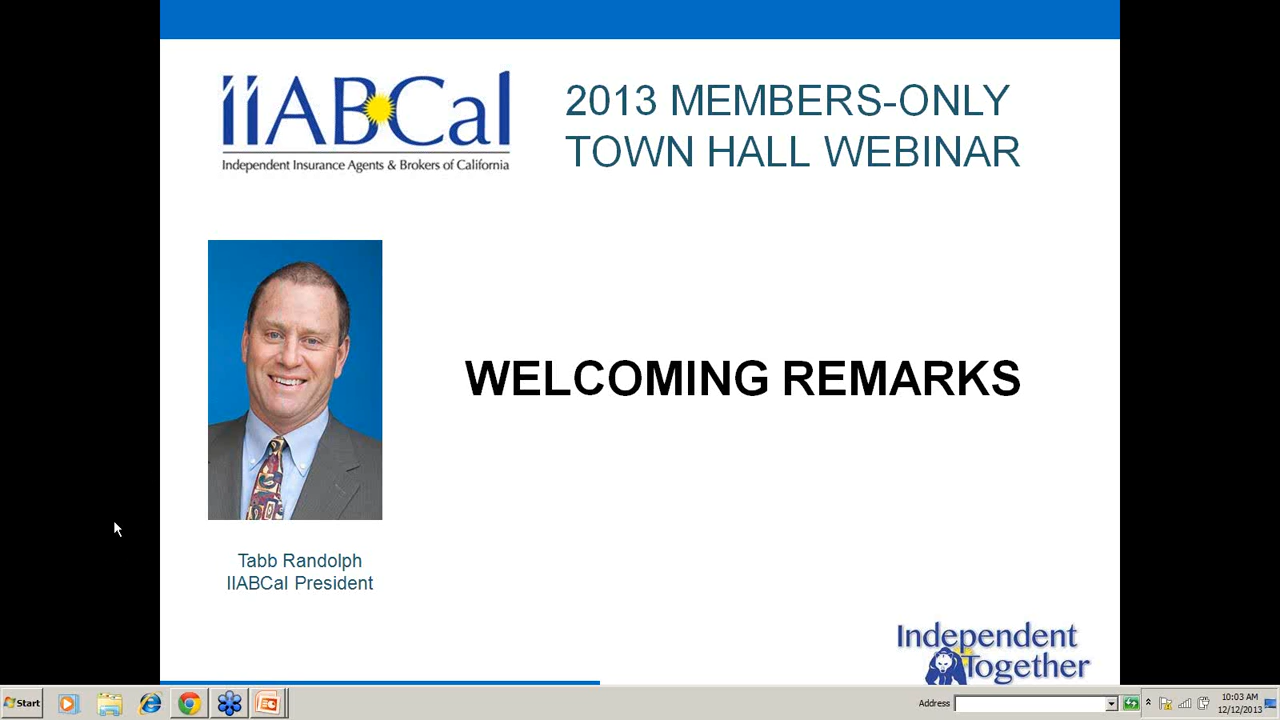 iiABCal
Independent Insurance Agents & Brokers of California
2013 MEMBERS-ONLY
TOWN HALL WEBINAR
WELCOMING REMARKS
Tabb Randolph
IIABCal President
Independent
Together
Start
Address
10:03 AM
12/12/2013